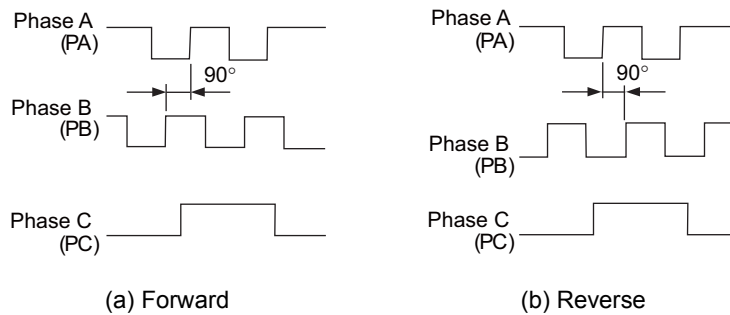 Phase A
(PA)
90°
Phase B
(PB)
Phase C
(PC)
(a) Forward
Phase A
(PA)
90°
Phase B
(PB)
Phase C
(PC)
(b) Reverse